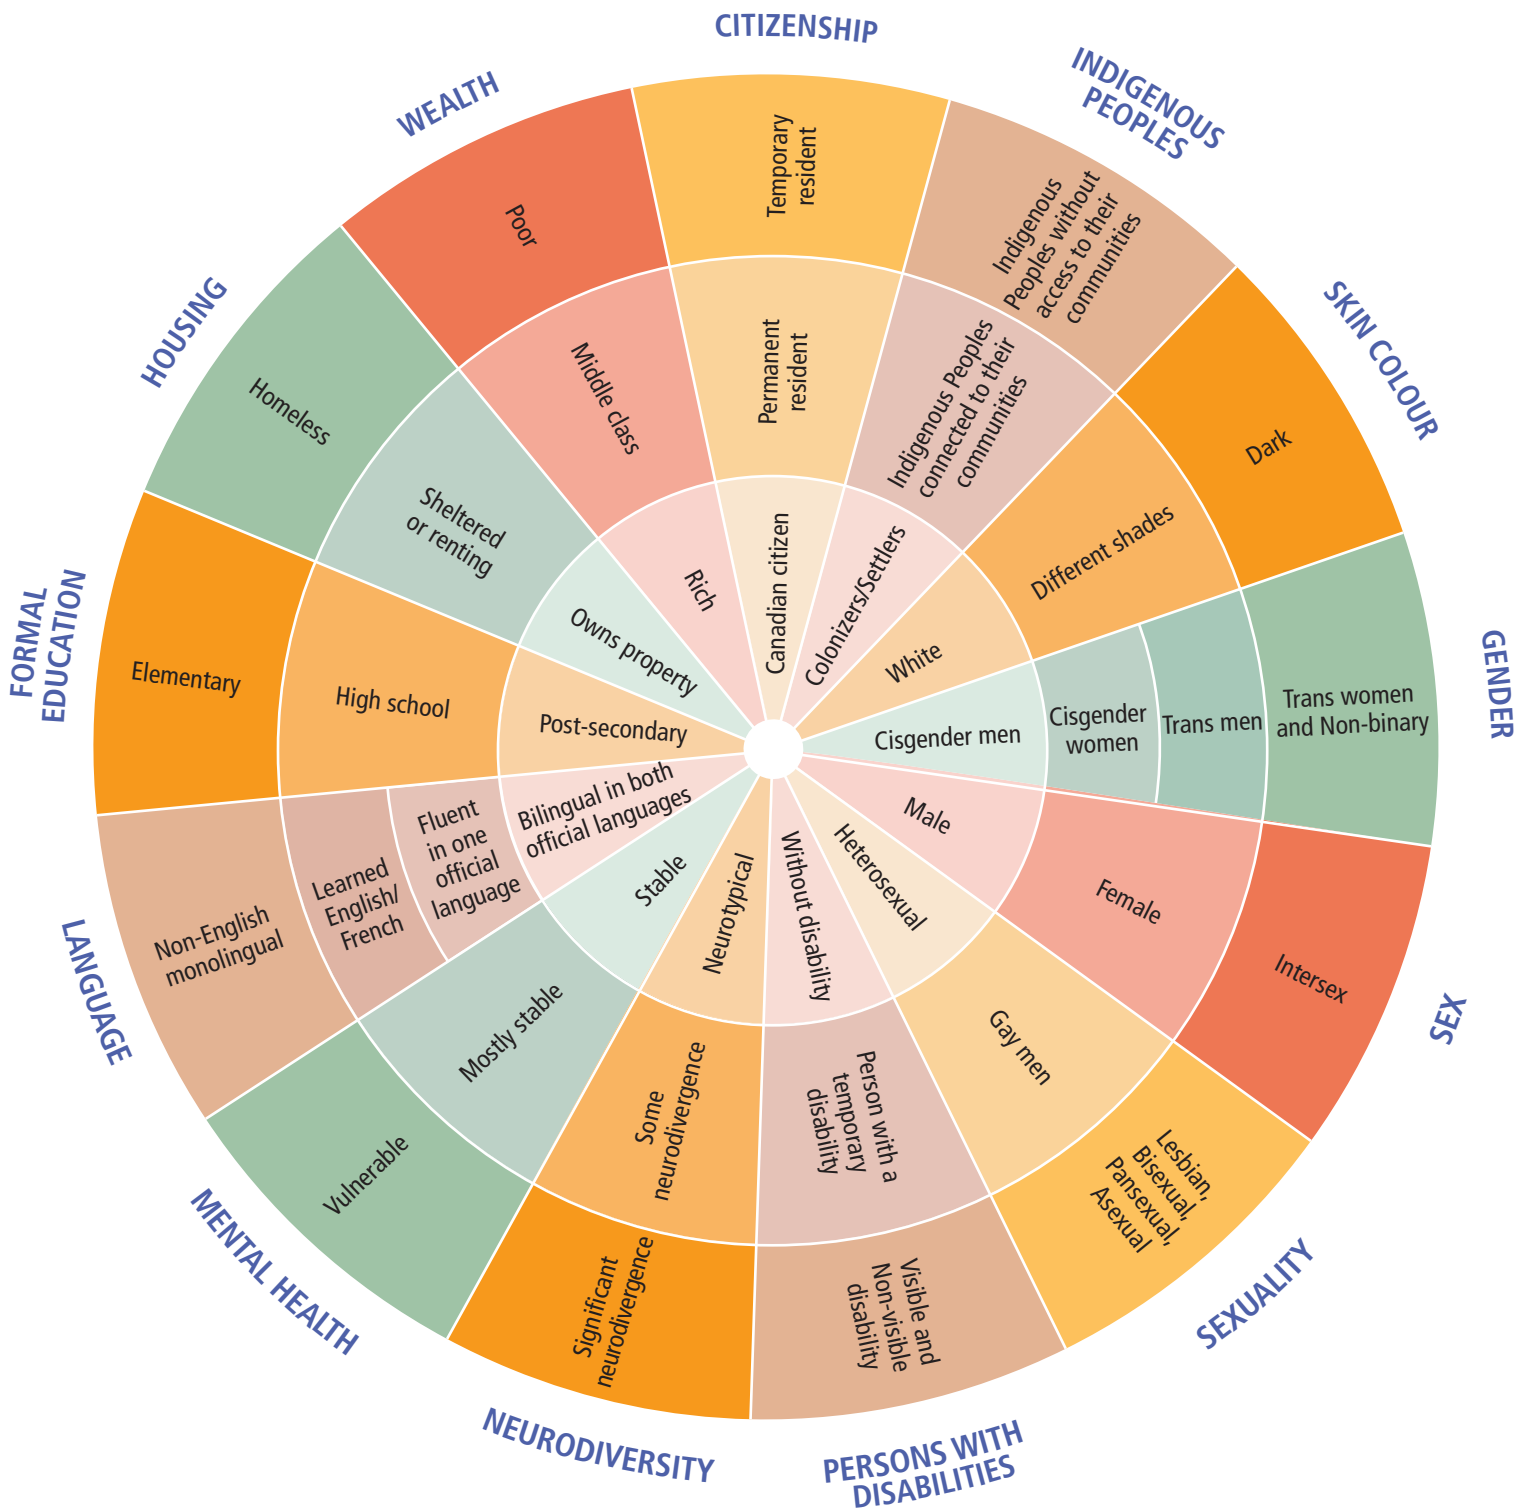 CITIZENSHIP
Temporary
resident
Permanent
resident
Canadian citizen
INDIGENOUS
PEOPLES
Indigenous
Peoples without
access to their
communities
Indigenous Peoples
connected to their
communities
Colonizers/Settlers
SKIN COLOUR
Dark
Different shades
White
GENDER
Trans women
and Non-binary
Trans men
Cisgender
women
Cisgender men
SEX
Intersex
Female
Male
SEXUALITY
Lesbian,
Bisexual,
Pansexual,
Asexual
Gay men
Heterosexual
PERSONS WITH
DISABILITIES
Visible and
Non-visible
disability
Person with a
temporary
disability
Without disability
NEURODIVERSITY
Significant
neurodivergence
Some
neurodivergence
Neurotypical
MENTAL HEALTH
Vulnerable
Mostly stable
Stable
LANGUAGE
Non-English
monolingual
Learned
English/
French
Fluent
in one
official
language
Bilingual in both
official languages
FORMAL
EDUCATION
Elementary
High school
Post-secondary
HOUSING
Homeless
Sheltered
or renting
Owns property
WEALTH
Poor
Middle class
Rich